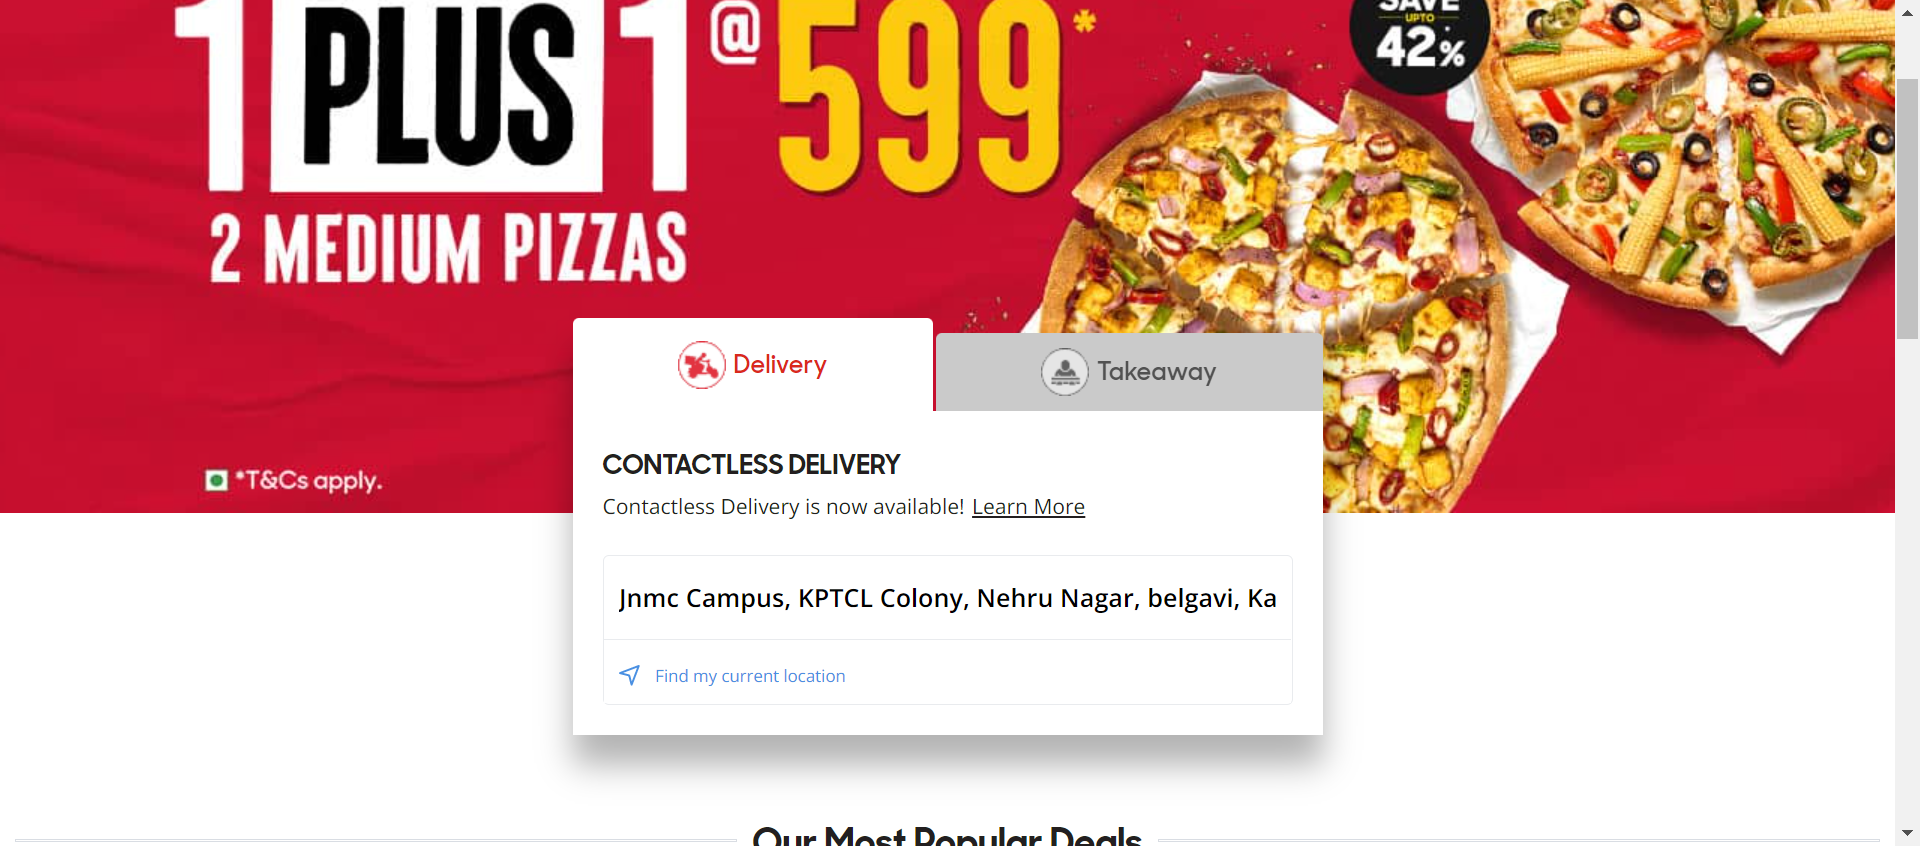 1 PLUS 1 @ 599*
SAVE
UPTO
42%
2 MEDIUM PIZZAS
Delivery
Takeaway
CONTACTLESS DELIVERY
*T&Cs apply.
Contactless Delivery is now available! Learn More
Jnmc Campus, KPTCL Colony, Nehru Nagar, belgavi, Ka
Find my current location
Our Most Popular Deals